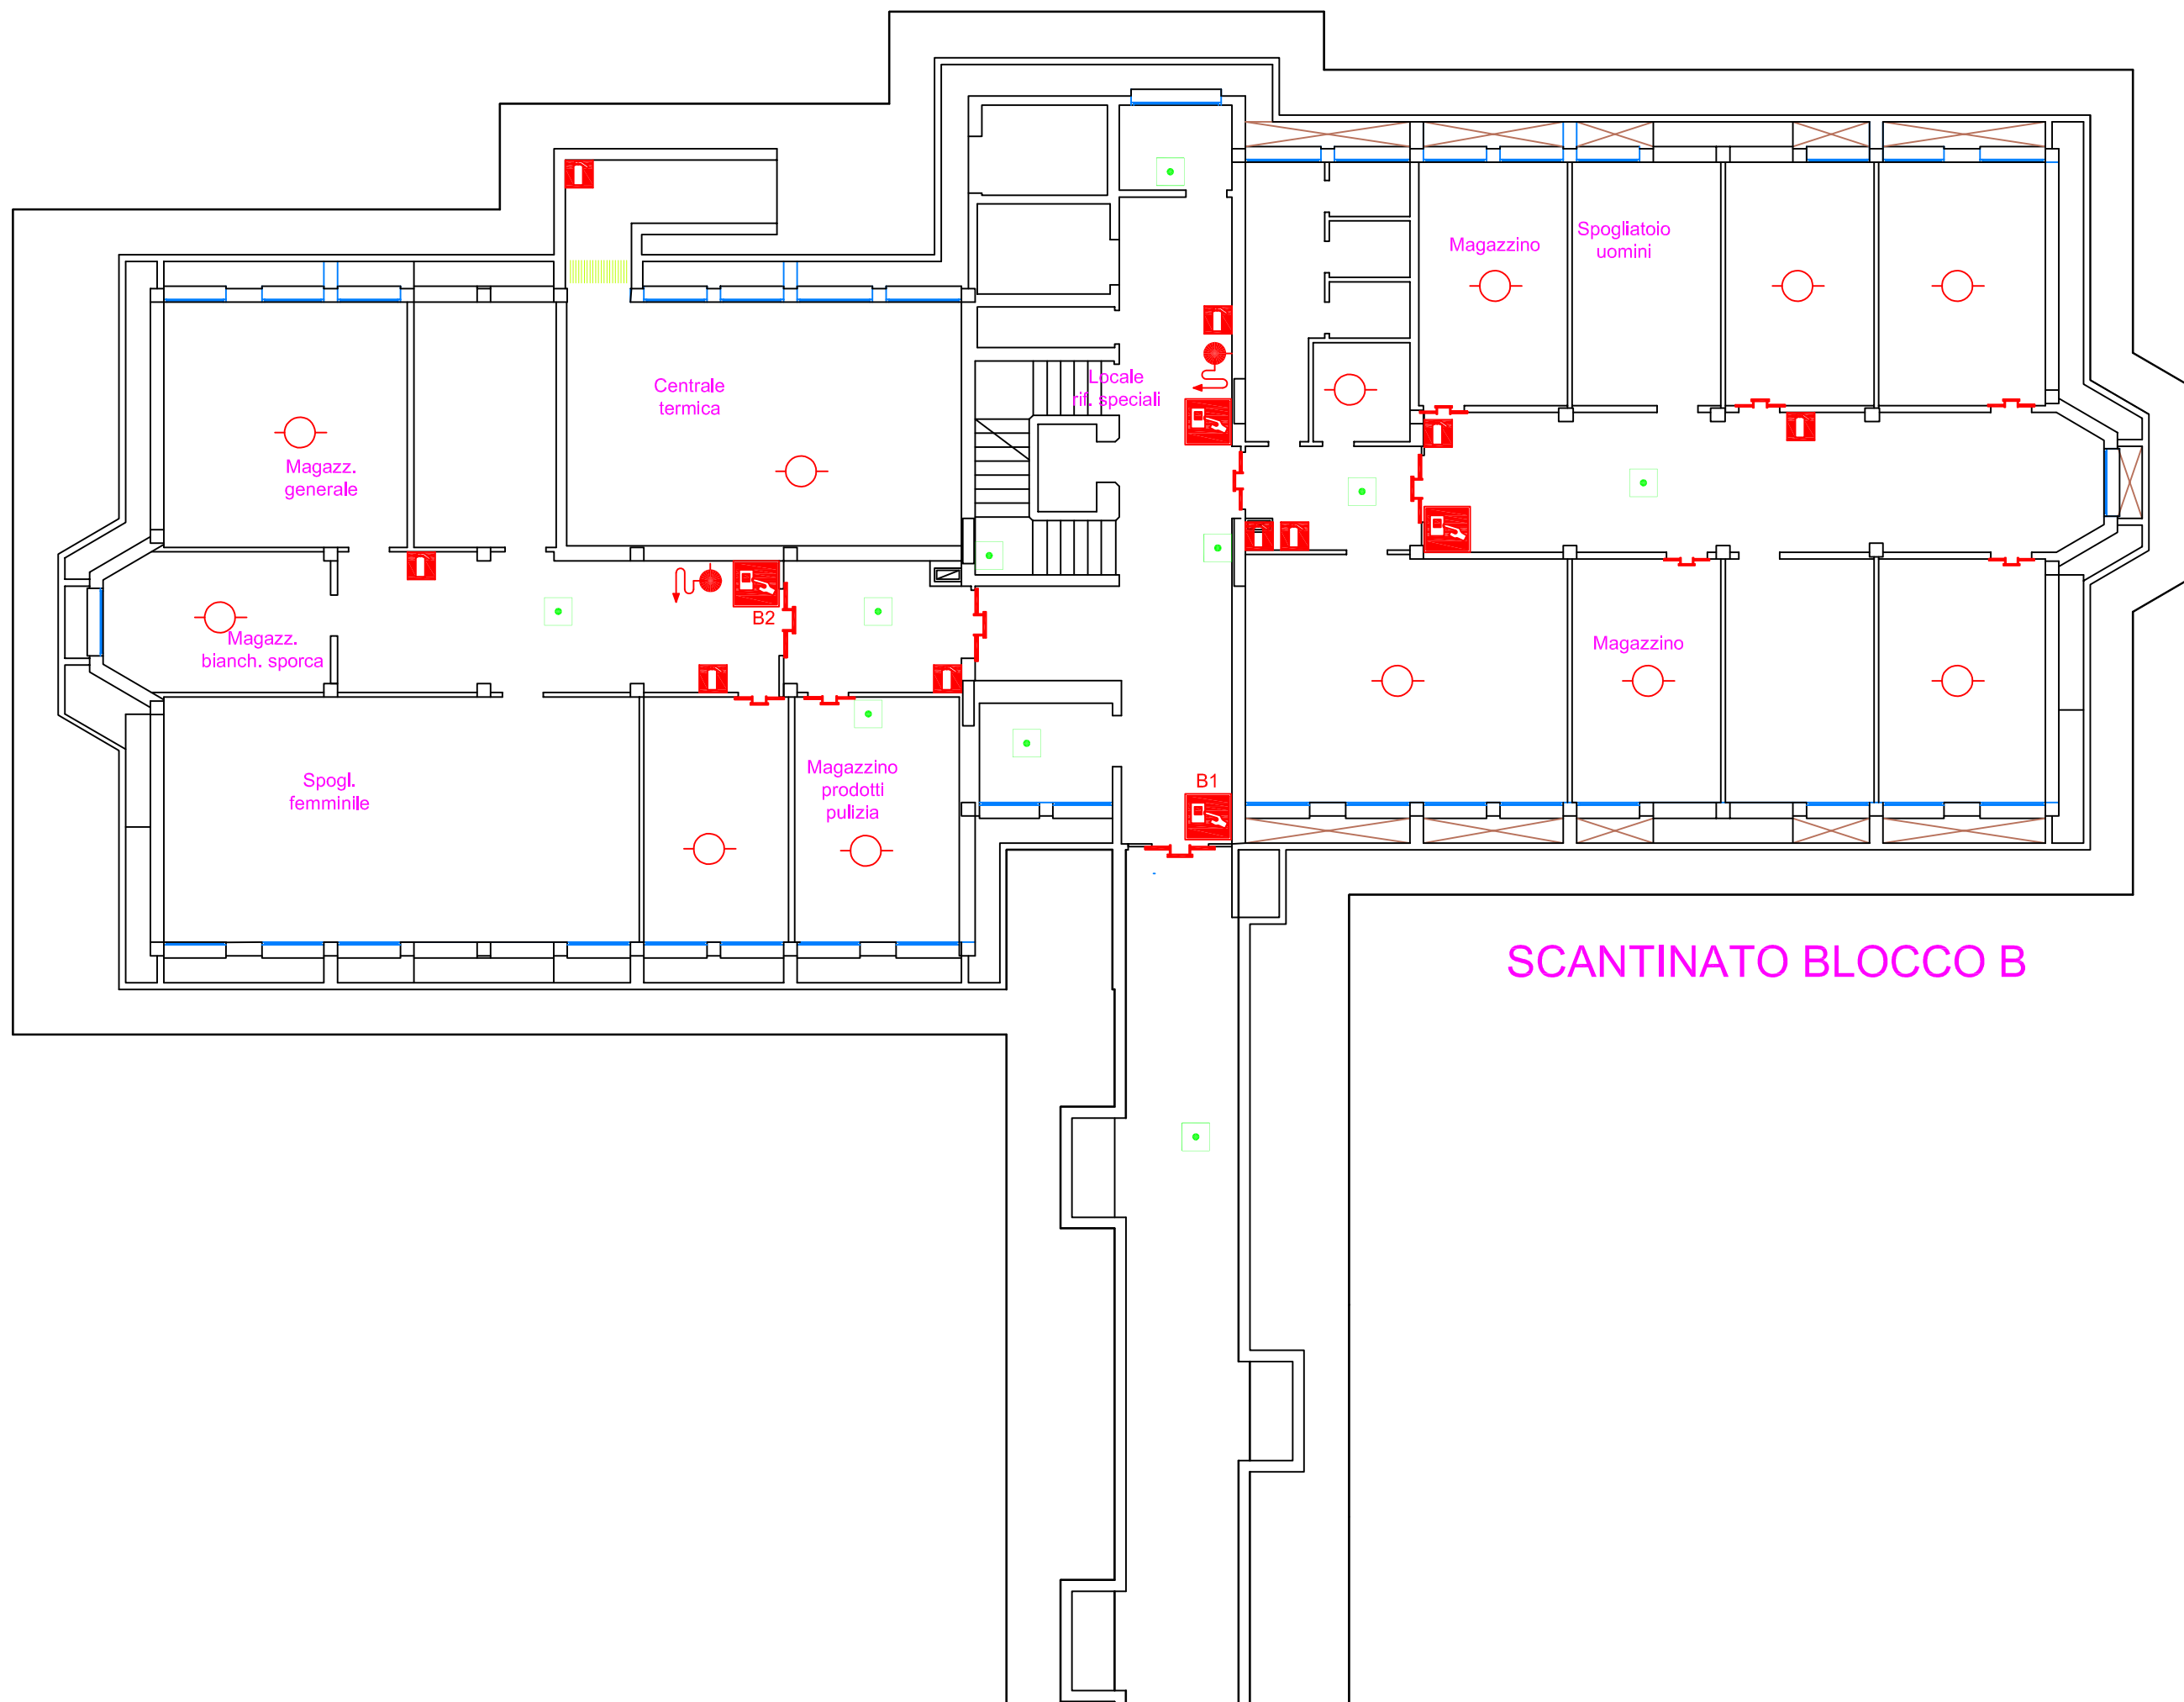 Magazzino
Spogliatoio
uomini
Locale
rif. speciali
Centrale
termica
Magazz.
generale
B2
Magazz.
bianch. sporca
Magazzino
Spogl.
femminile
Magazzino
prodotti
pulizia
B1
SCANTINATO BLOCCO B